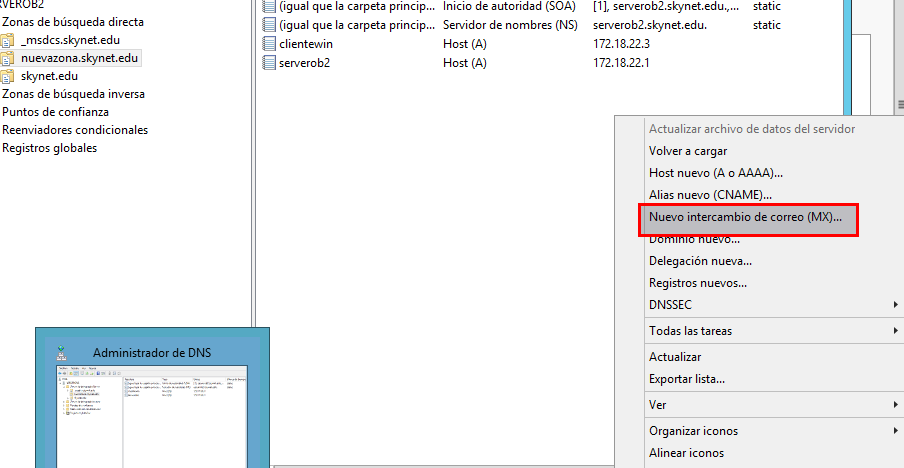 SERVEROB2
Zonas de búsqueda directa
_msdcs.skynet.edu
nuevazona.skynet.edu
skynet.edu
Zonas de búsqueda inversa
Puntos de confianza
Reenviadores condicionales
Registros globales
(igual que la carpeta princip... Inicio de autoridad (SOA) [1], serverob2.skynet.edu.,... static
(igual que la carpeta princip... Servidor de nombres (NS) serverob2.skynet.edu. static
clientewin Host (A) 172.18.22.3
serverob2 Host (A) 172.18.22.1
Actualizar archivo de datos del servidor
Volver a cargar
Host nuevo (A o AAAA)...
Alias nuevo (CNAME)...
Nuevo intercambio de correo (MX)...
Dominio nuevo...
Delegación nueva...
Registros nuevos...
DNSSEC
Todas las tareas
Actualizar
Exportar lista...
Ver
Organizar iconos
Alinear iconos
Administrador de DNS